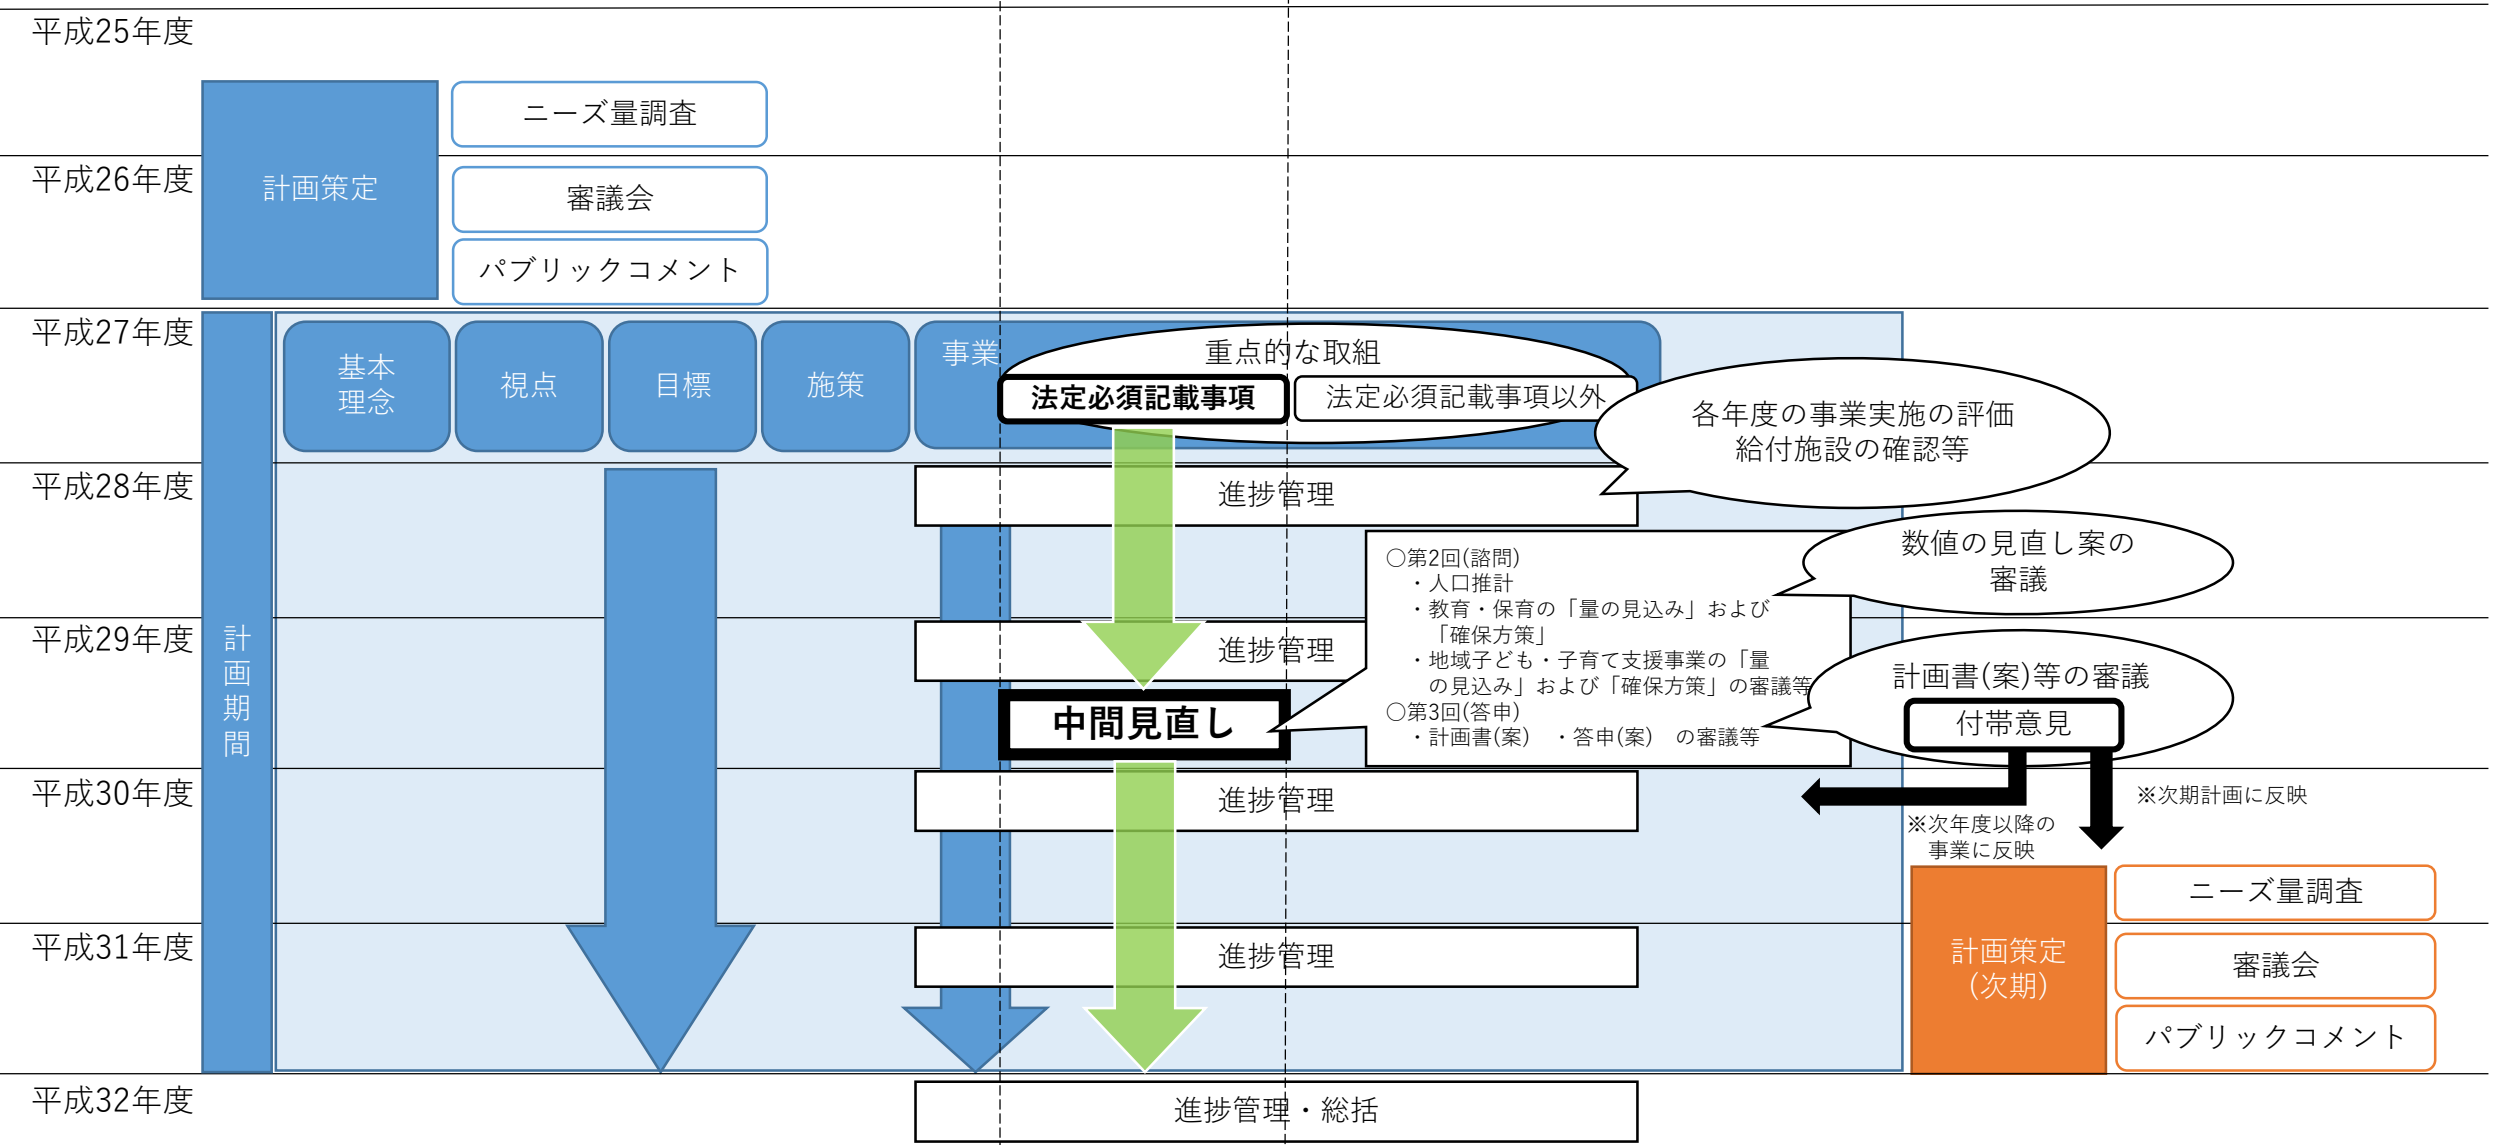 平成25年度
計画策定
ニーズ量調査
平成26年度
審議会
パブリックコメント
平成27年度
基本
理念
視点
目標
施策
事業
重点的な取組
法定必須記載事項
法定必須記載事項以外
各年度の事業実施の評価
給付施設の確認等
平成28年度
進捗管理
数値の見直し案の
審議
○第2回(諮問)
・人口推計
・教育・保育の「量の見込み」および
「確保方策」
・地域子ども・子育て支援事業の「量
の見込み」および「確保方策」の審議等
○第3回(答申)
・計画書(案)　・答申(案)　の審議等
平成29年度
計画期間
進捗管理
中間見直し
計画書(案)等の審議
付帯意見
平成30年度
進捗管理
※次期計画に反映
※次年度以降の
事業に反映
ニーズ量調査
平成31年度
進捗管理
計画策定
(次期)
審議会
パブリックコメント
平成32年度
進捗管理・総括